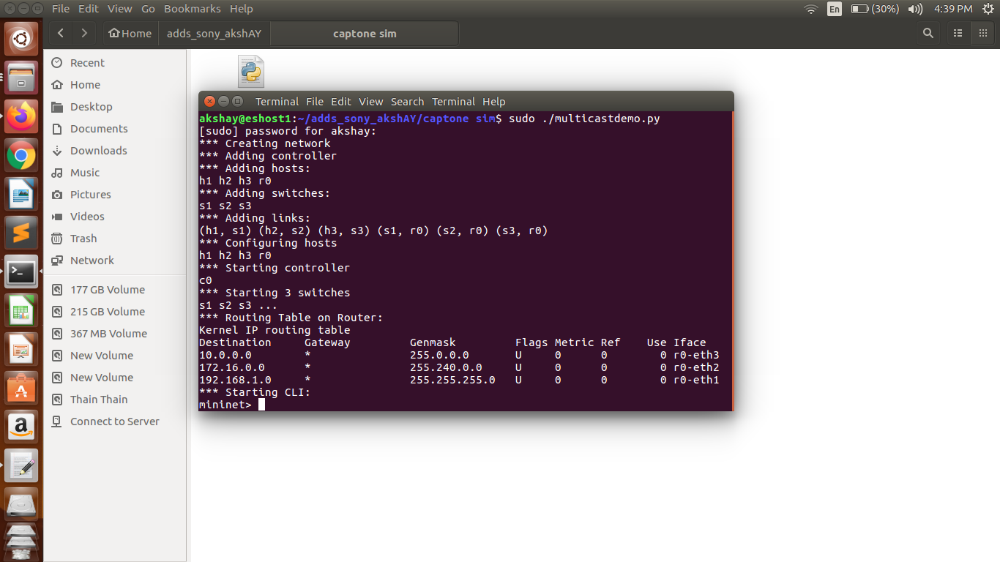 File Edit View Go Bookmarks Help
En (30%) 4:39 PM
Home adds_sony_akshAY captone sim
Recent
Home
Desktop
Documents
Downloads
Music
Pictures
Videos
Trash
Network
177 GB Volume
215 GB Volume
367 MB Volume
New Volume
New Volume
Thain Thain
Connect to Server
Terminal File Edit View Search Terminal Help
akshay@eshost1:~/adds_sony_akshAY/captone sim$ sudo ./multicastdemo.py
[sudo] password for akshay:
*** Creating network
*** Adding controller
*** Adding hosts:
h1 h2 h3 r0
*** Adding switches:
s1 s2 s3
*** Adding links:
(h1, s1) (h2, s2) (h3, s3) (s1, r0) (s2, r0) (s3, r0)
*** Configuring hosts
h1 h2 h3 r0
*** Starting controller
c0
*** Starting 3 switches
s1 s2 s3 ...
*** Routing Table on Router:
Kernel IP routing table
Destination     Gateway         Genmask         Flags Metric Ref    Use Iface
10.0.0.0        *               255.0.0.0       U     0      0        0 r0-eth3
172.16.0.0      *               255.240.0.0     U     0      0        0 r0-eth2
192.168.1.0     *               255.255.255.0   U     0      0        0 r0-eth1
*** Starting CLI:
mininet>